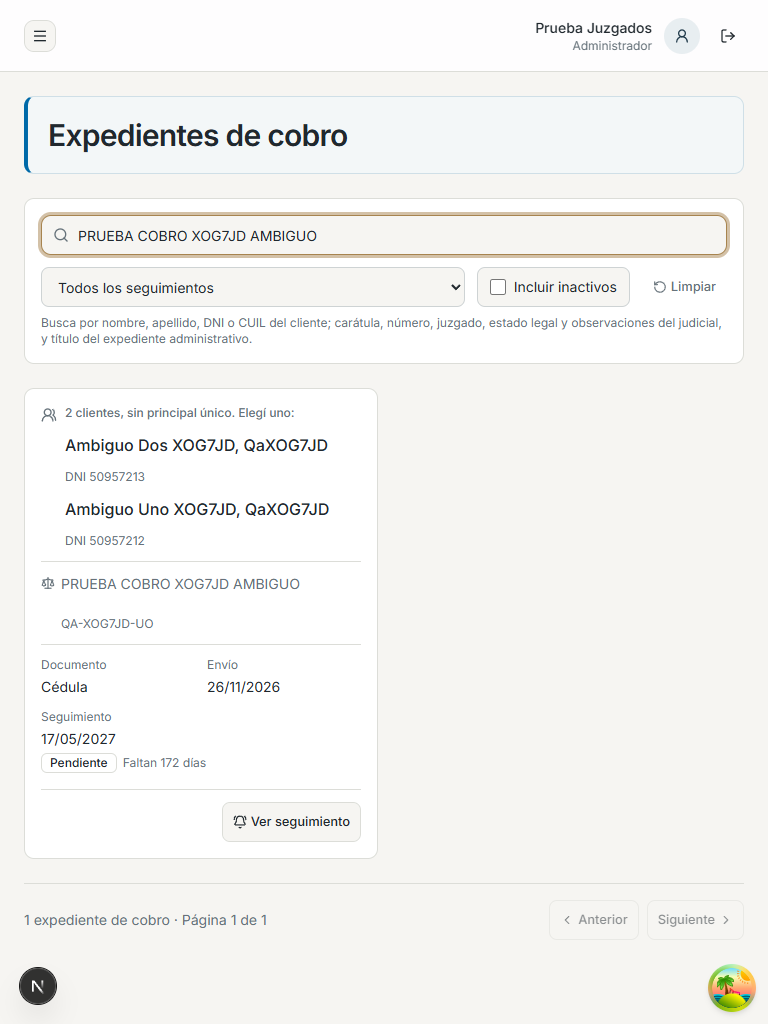 Prueba Juzgados
Administrador
Expedientes de cobro
PRUEBA COBRO XOG7JD AMBIGUO
Todos los seguimientos
Incluir inactivos
Limpiar
Busca por nombre, apellido, DNI o CUIL del cliente; carátula, número, juzgado, estado legal y observaciones del judicial,
y título del expediente administrativo.
2 clientes, sin principal único. Elegí uno:
Ambiguo Dos XOG7JD, QaXOG7JD
DNI 50957213
Ambiguo Uno XOG7JD, QaXOG7JD
DNI 50957212
PRUEBA COBRO XOG7JD AMBIGUO
QA-XOG7JD-UO
Documento
Cédula
Envío
26/11/2026
Seguimiento
17/05/2027
Pendiente Faltan 172 días
Ver seguimiento
1 expediente de cobro · Página 1 de 1
Anterior
Siguiente
N